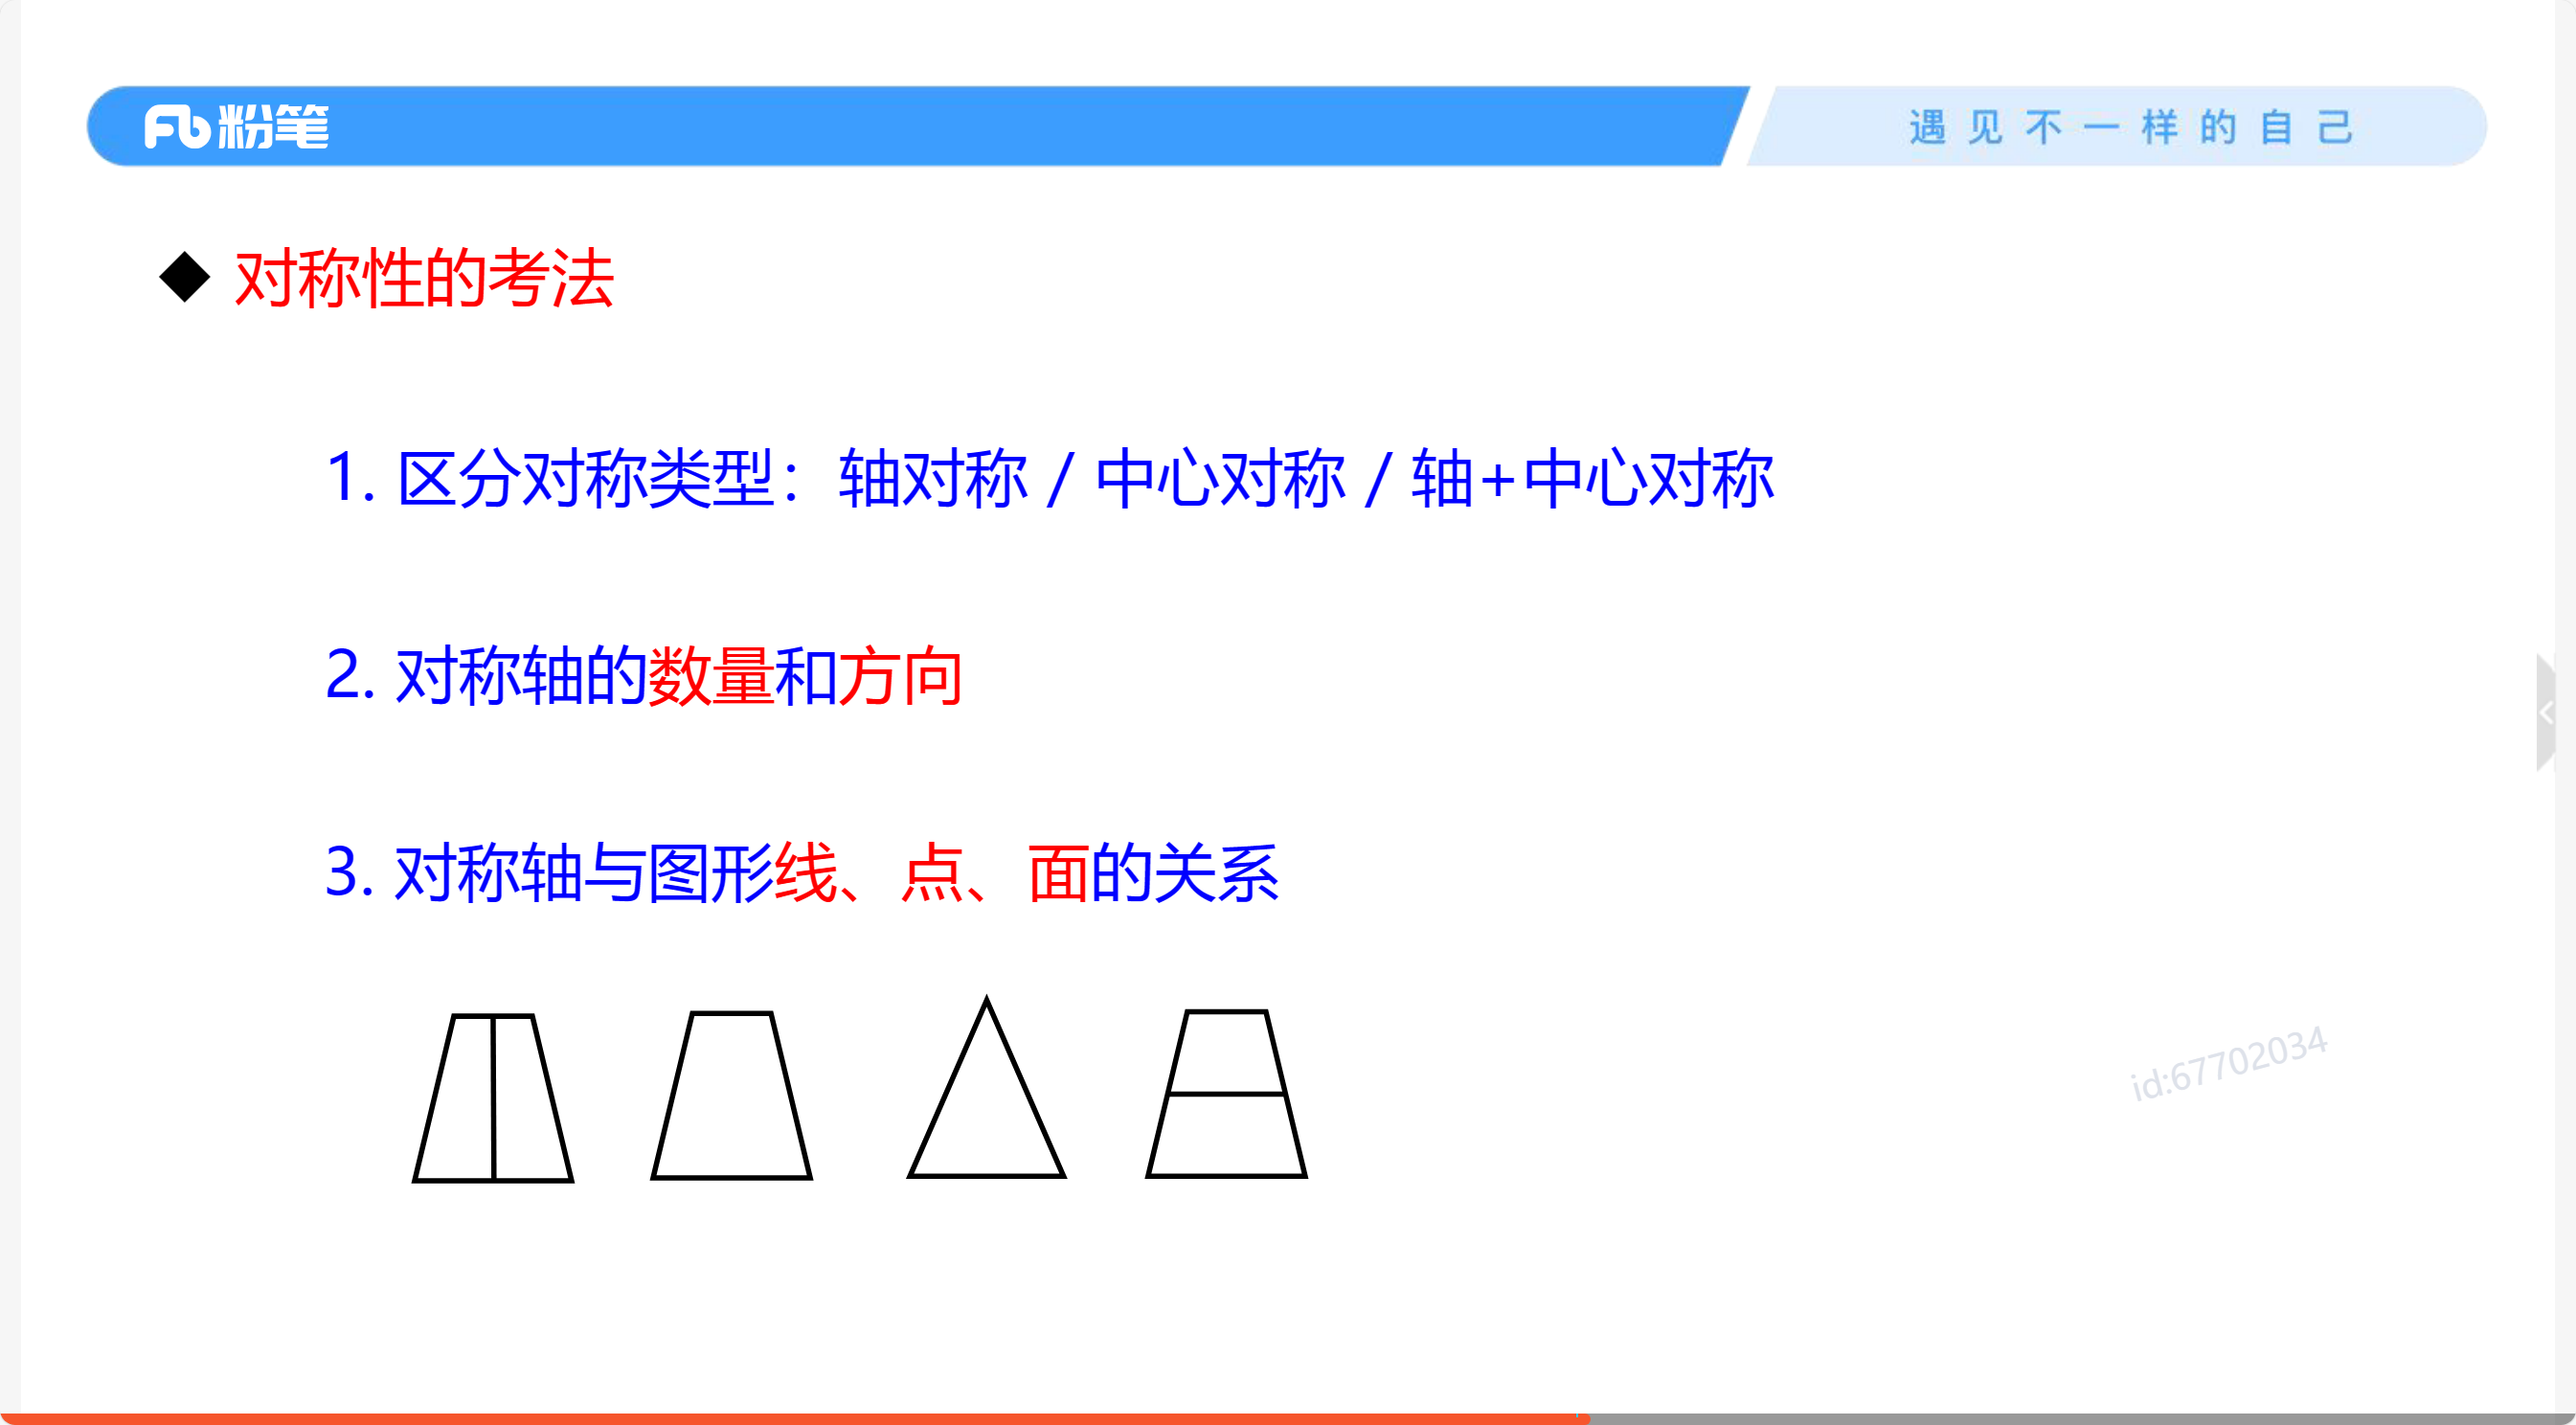 Fb粉笔
遇见不一样的自己
◆ 对称性的考法
1. 区分对称类型：轴对称 / 中心对称 / 轴+中心对称
2. 对称轴的数量和方向
3. 对称轴与图形线、点、面的关系
id:67702034